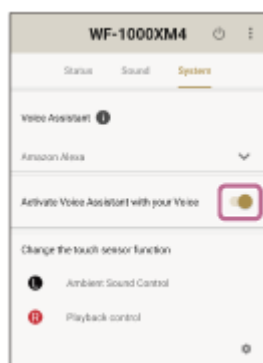 WF-1000XM4
Status Sound System
Voice Assistant
Amazon Alexa
Activate Voice Assistant with your Voice
Change the touch sensor function
L Ambient Sound Control
R Playback control